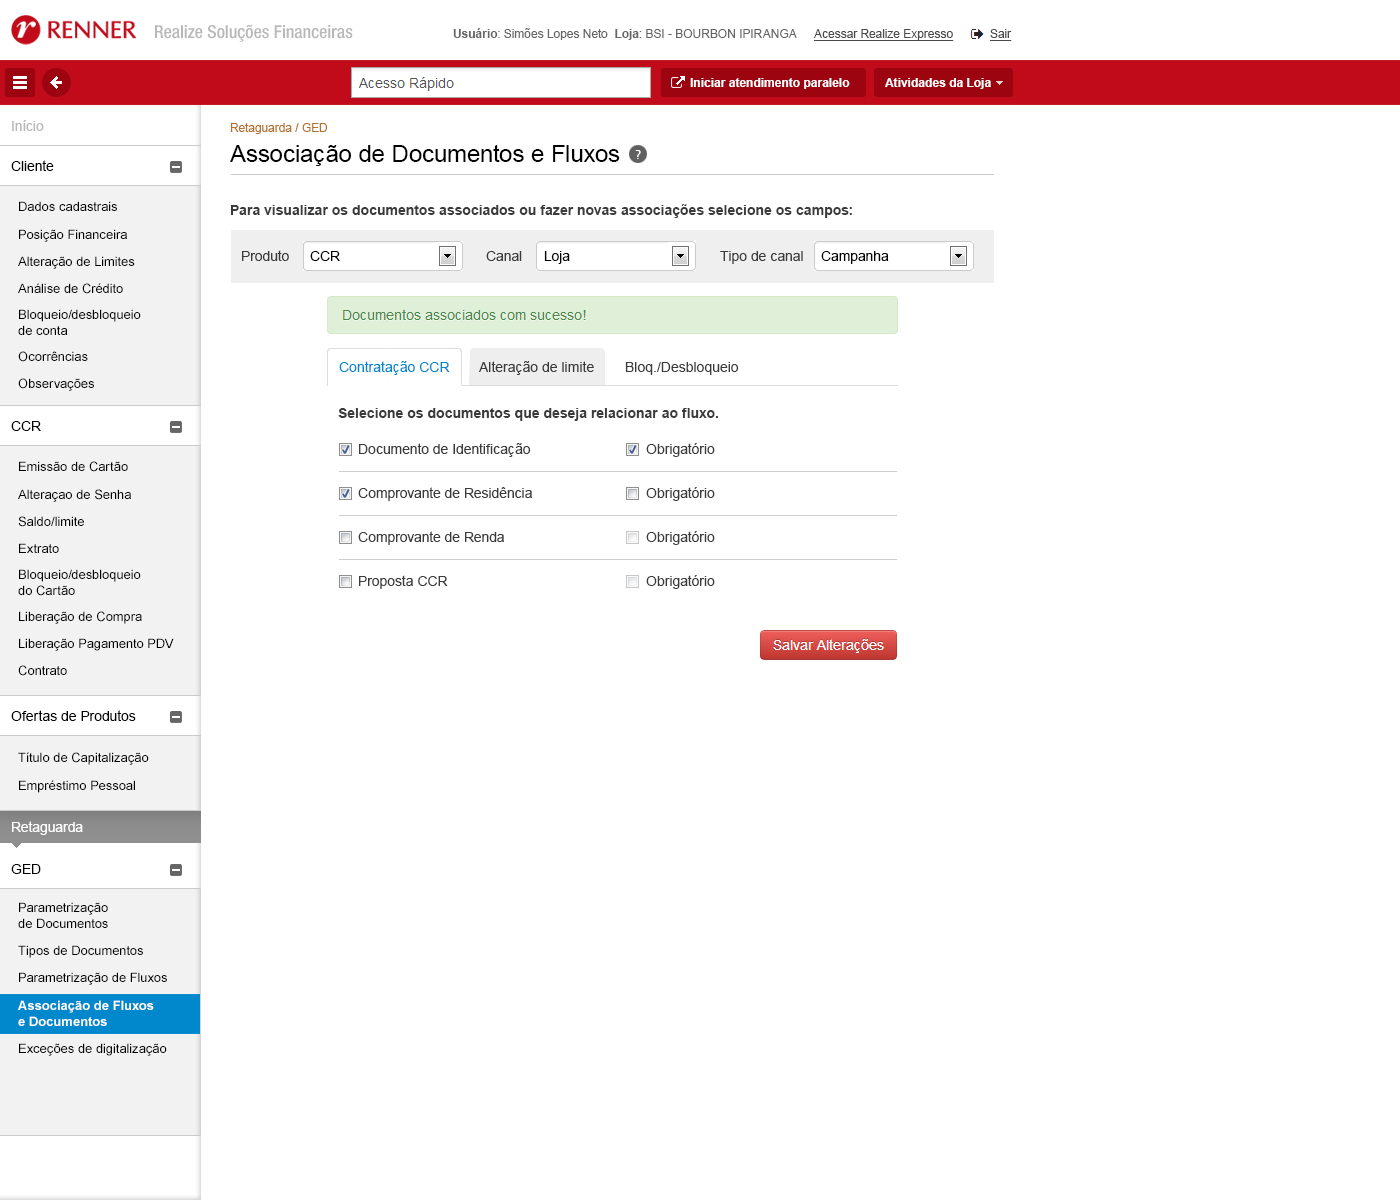 RENNER Realize Soluções Financeiras
Usuário: Simões Lopes Neto Loja: BSI - BOURBON IPIRANGA Acessar Realize Expresso Sair
Acesso Rápido Iniciar atendimento paralelo Atividades da Loja
Início
Cliente
Dados cadastrais
Posição Financeira
Alteração de Limites
Análise de Crédito
Bloqueio/desbloqueio
de conta
Ocorrências
Observações
CCR
Emissão de Cartão
Alteraçao de Senha
Saldo/limite
Extrato
Bloqueio/desbloqueio
do Cartão
Liberação de Compra
Liberação Pagamento PDV
Contrato
Ofertas de Produtos
Título de Capitalização
Empréstimo Pessoal
Retaguarda
GED
Parametrização
de Documentos
Tipos de Documentos
Parametrização de Fluxos
Associação de Fluxos
e Documentos
Exceções de digitalização
Retaguarda / GED
Associação de Documentos e Fluxos ?
Para visualizar os documentos associados ou fazer novas associações selecione os campos:
Produto CCR Canal Loja Tipo de canal Campanha
Documentos associados com sucesso!
Contratação CCR Alteração de limite Bloq./Desbloqueio
Selecione os documentos que deseja relacionar ao fluxo.
Documento de Identificação Obrigatório
Comprovante de Residência Obrigatório
Comprovante de Renda Obrigatório
Proposta CCR Obrigatório
Salvar Alterações